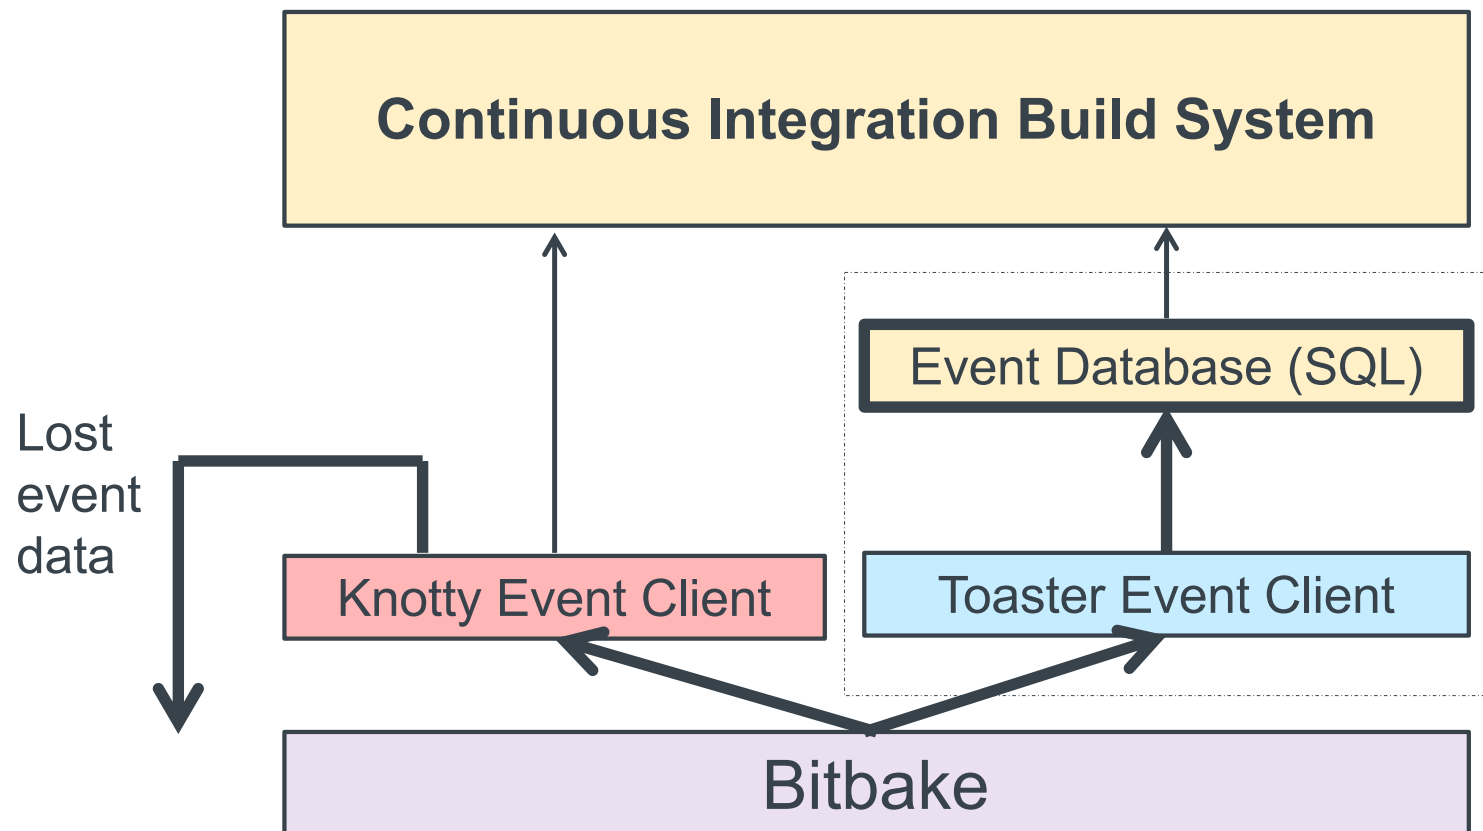 Continuous Integration Build System
Event Database (SQL)
Lost
event
data
Knotty Event Client
Toaster Event Client
Bitbake